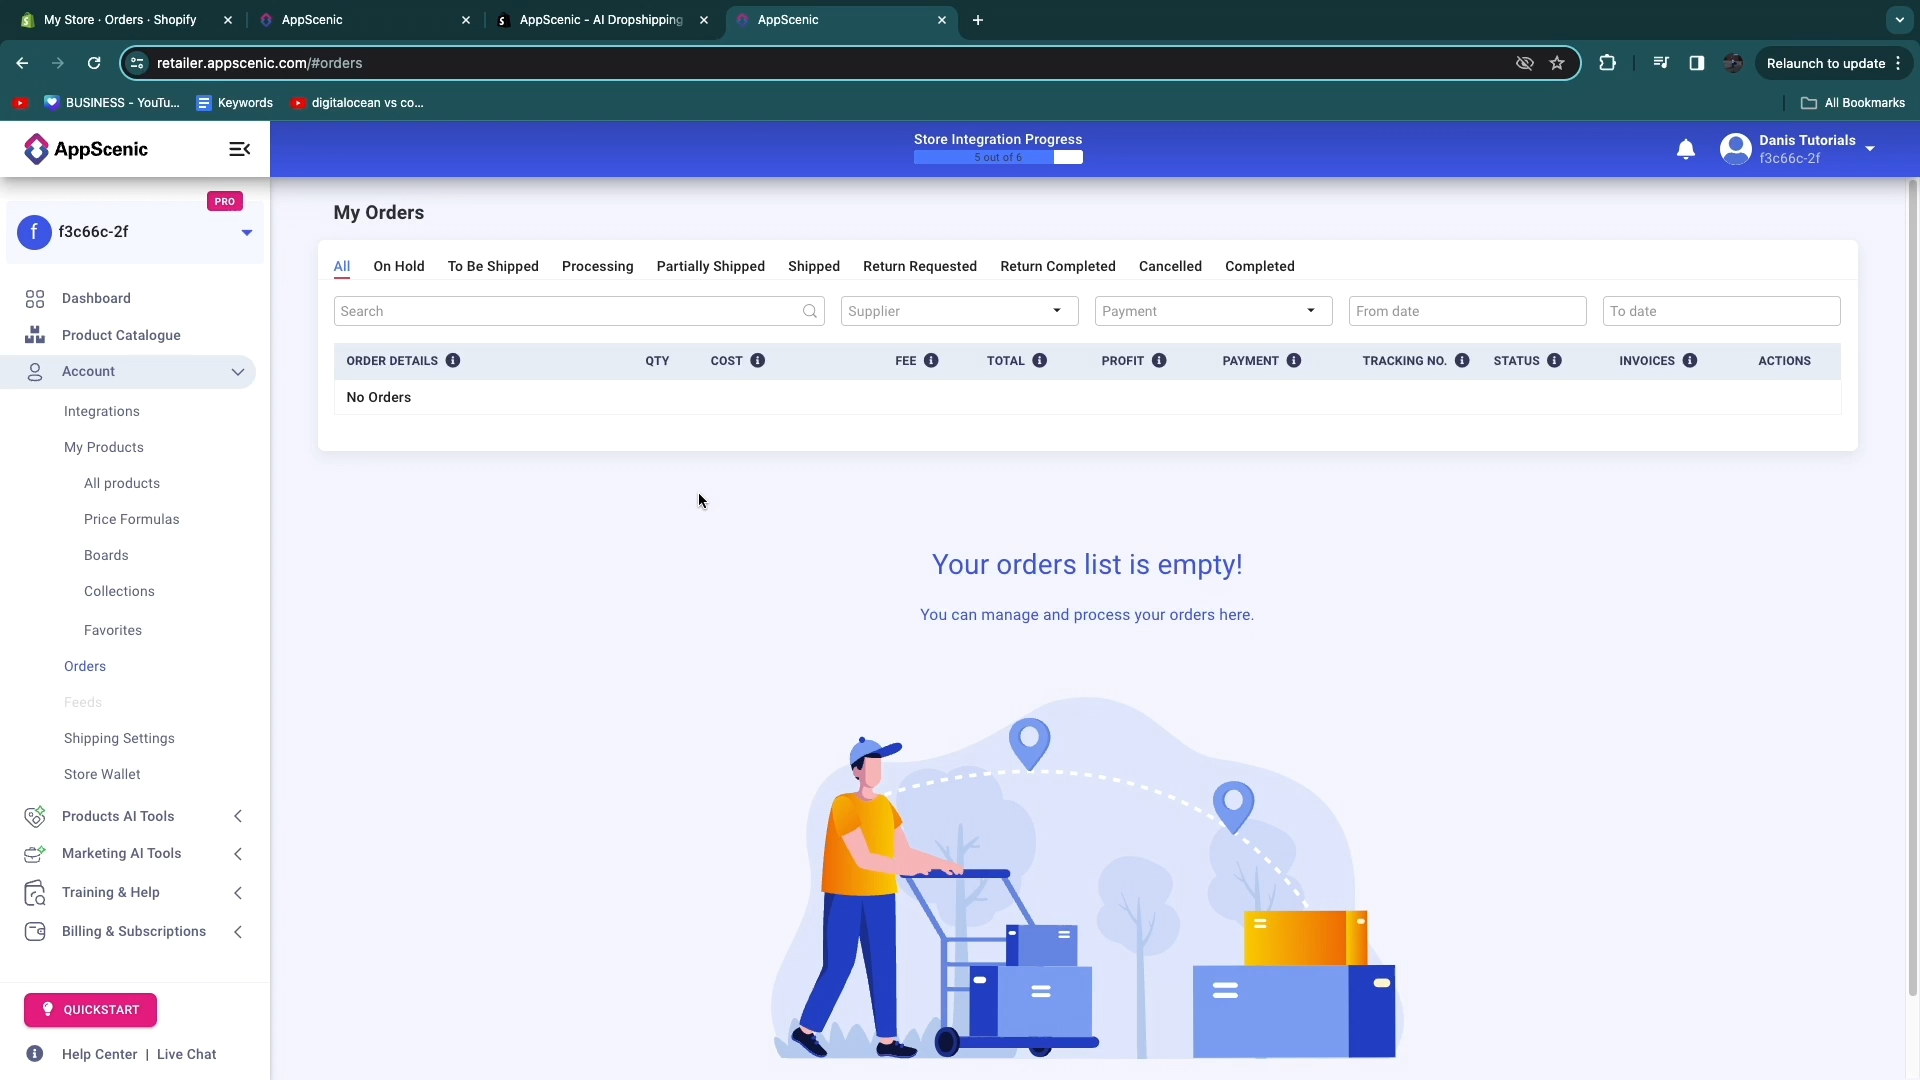 My Store · Orders · Shopify
AppScenic
AppScenic - AI Dropshipping
AppScenic
retailer.appscenic.com/#orders
Relaunch to update
BUSINESS - YouTu...
Keywords
digitalocean vs co...
All Bookmarks
AppScenic
Store Integration Progress
5 out of 6
Danis Tutorials
f3c66c-2f
PRO
f
f3c66c-2f
Dashboard
Product Catalogue
Account
Integrations
My Products
All products
Price Formulas
Boards
Collections
Favorites
Orders
Feeds
Shipping Settings
Store Wallet
Products AI Tools
Marketing AI Tools
Training & Help
Billing & Subscriptions
QUICKSTART
Help Center | Live Chat
My Orders
All On Hold To Be Shipped Processing Partially Shipped Shipped Return Requested Return Completed Cancelled Completed
Search Supplier Payment From date To date
ORDER DETAILS QTY COST FEE TOTAL PROFIT PAYMENT TRACKING NO. STATUS INVOICES ACTIONS
No Orders
Your orders list is empty!
You can manage and process your orders here.